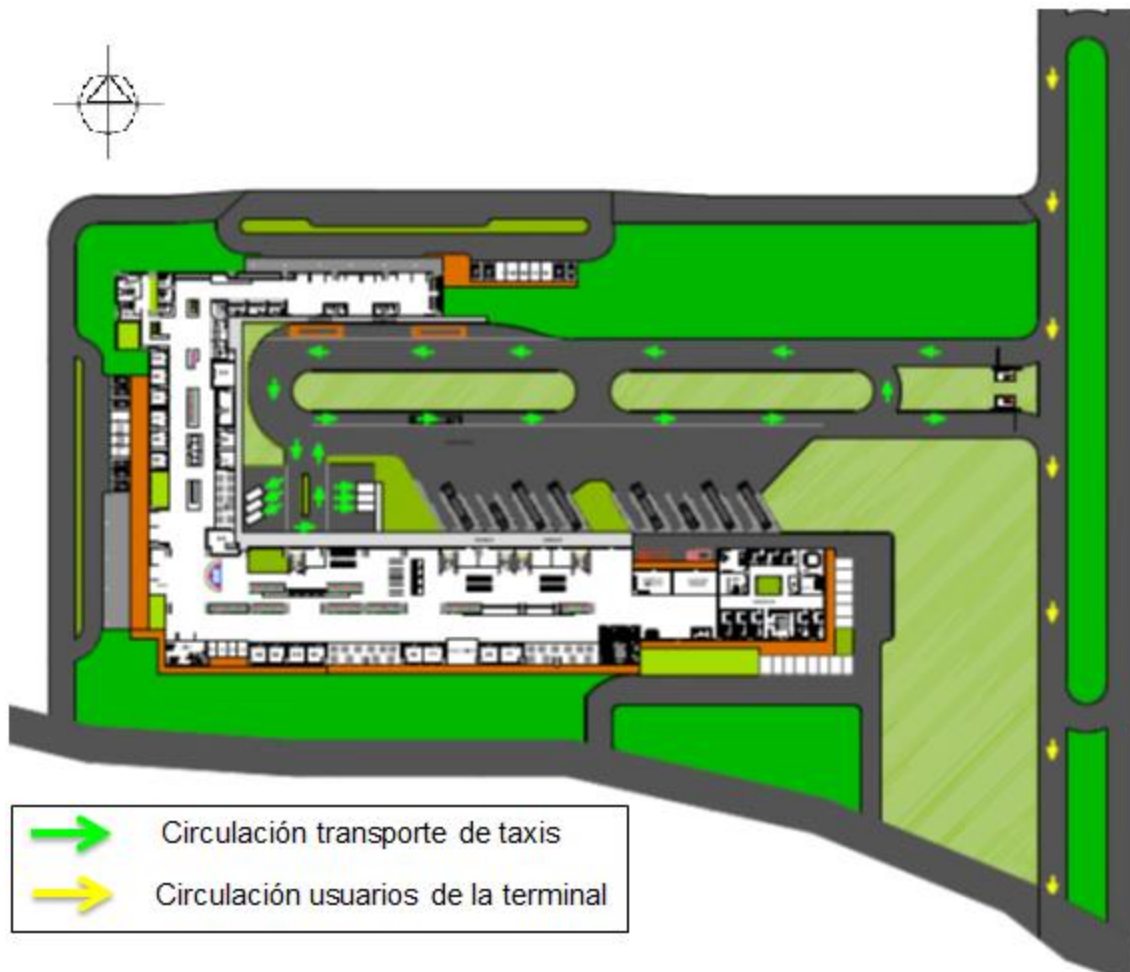 Circulación transporte de taxis
Circulación usuarios de la terminal